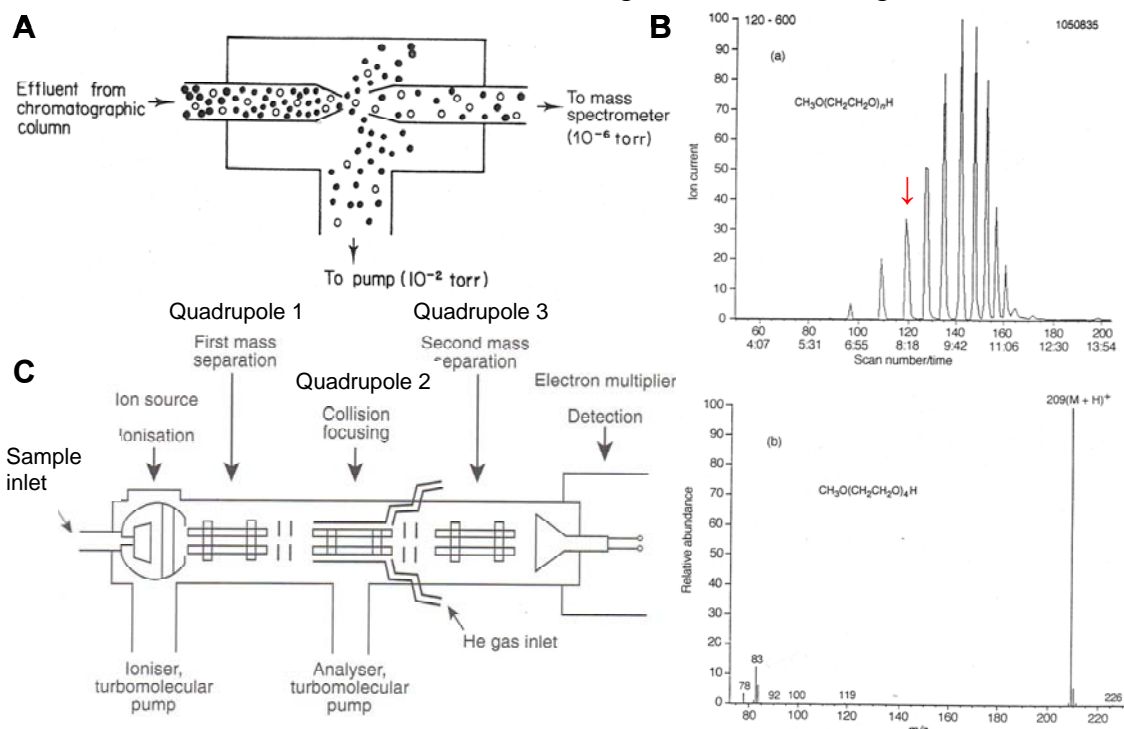 A
Effluent from
chromatographic
column
To mass
spectrometer
(10⁻⁶ torr)
To pump (10⁻² torr)
B
120 - 600
1050835
(a)
CH₃O(CH₂CH₂O)ₙH
Ion current
100
90
80
70
60
50
40
30
20
10
0
60 80 100 120 140 160 180 200
4:07 5:31 6:55 8:18 9:42 11:06 12:30 13:54
Scan number/time
C
Quadrupole 1
First mass
separation
Quadrupole 3
Second mass
separation
Quadrupole 2
Collision
focusing
Ion source
Ionisation
Electron multiplier
Detection
Sample
inlet
He gas inlet
Ioniser,
turbomolecular
pump
Analyser,
turbomolecular
pump
209(M + H)⁺
(b)
CH₃O(CH₂CH₂O)₄H
Relative abundance
100
90
80
70
60
50
40
30
20
10
0
78
83
92
100
119
226
80 100 120 140 160 180 200 220